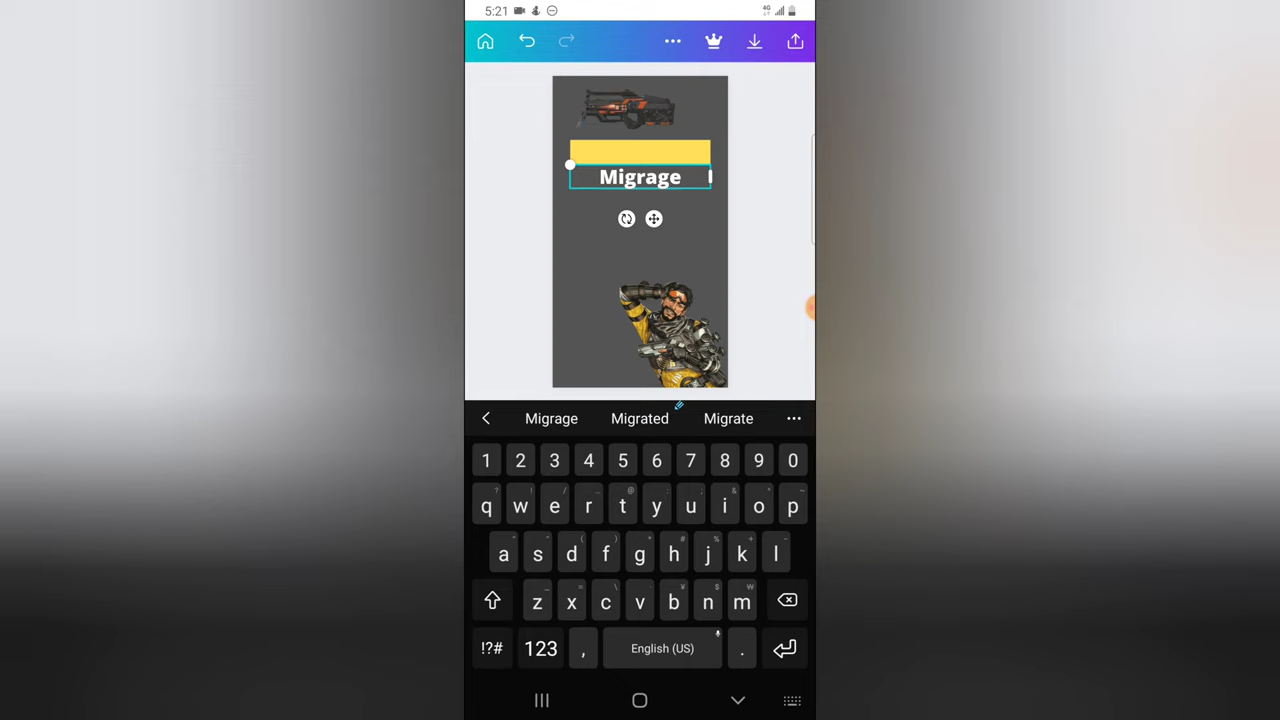 5:21
4G
Migrage
Migrage Migrated Migrate
1 2 3 4 5 6 7 8 9 0
q w e r t y u i o p
a s d f g h j k l
z x c v b n m
!?# 123 , English (US) .